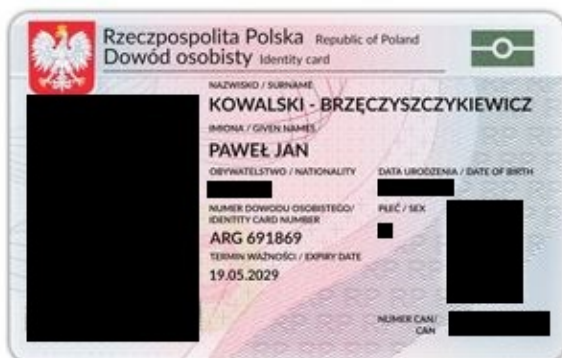 Rzeczpospolita Polska Republic of Poland
Dowód osobisty Identity card
NAZWISKO / SURNAME
KOWALSKI - BRZĘCZYSZCZYKIEWICZ
IMIONA / GIVEN NAMES
PAWEŁ JAN
OBYWATELSTWO / NATIONALITY DATA URODZENIA / DATE OF BIRTH
NUMER DOWODU OSOBISTEGO/ PŁEĆ / SEX
IDENTITY CARD NUMBER
ARG 691869
TERMIN WAŻNOŚCI / EXPIRY DATE
19.05.2029
NUMER CAN/
CAN